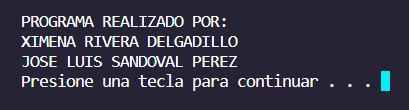 PROGRAMA REALIZADO POR:
XIMENA RIVERA DELGADILLO
JOSE LUIS SANDOVAL PEREZ
Presione una tecla para continuar . . .